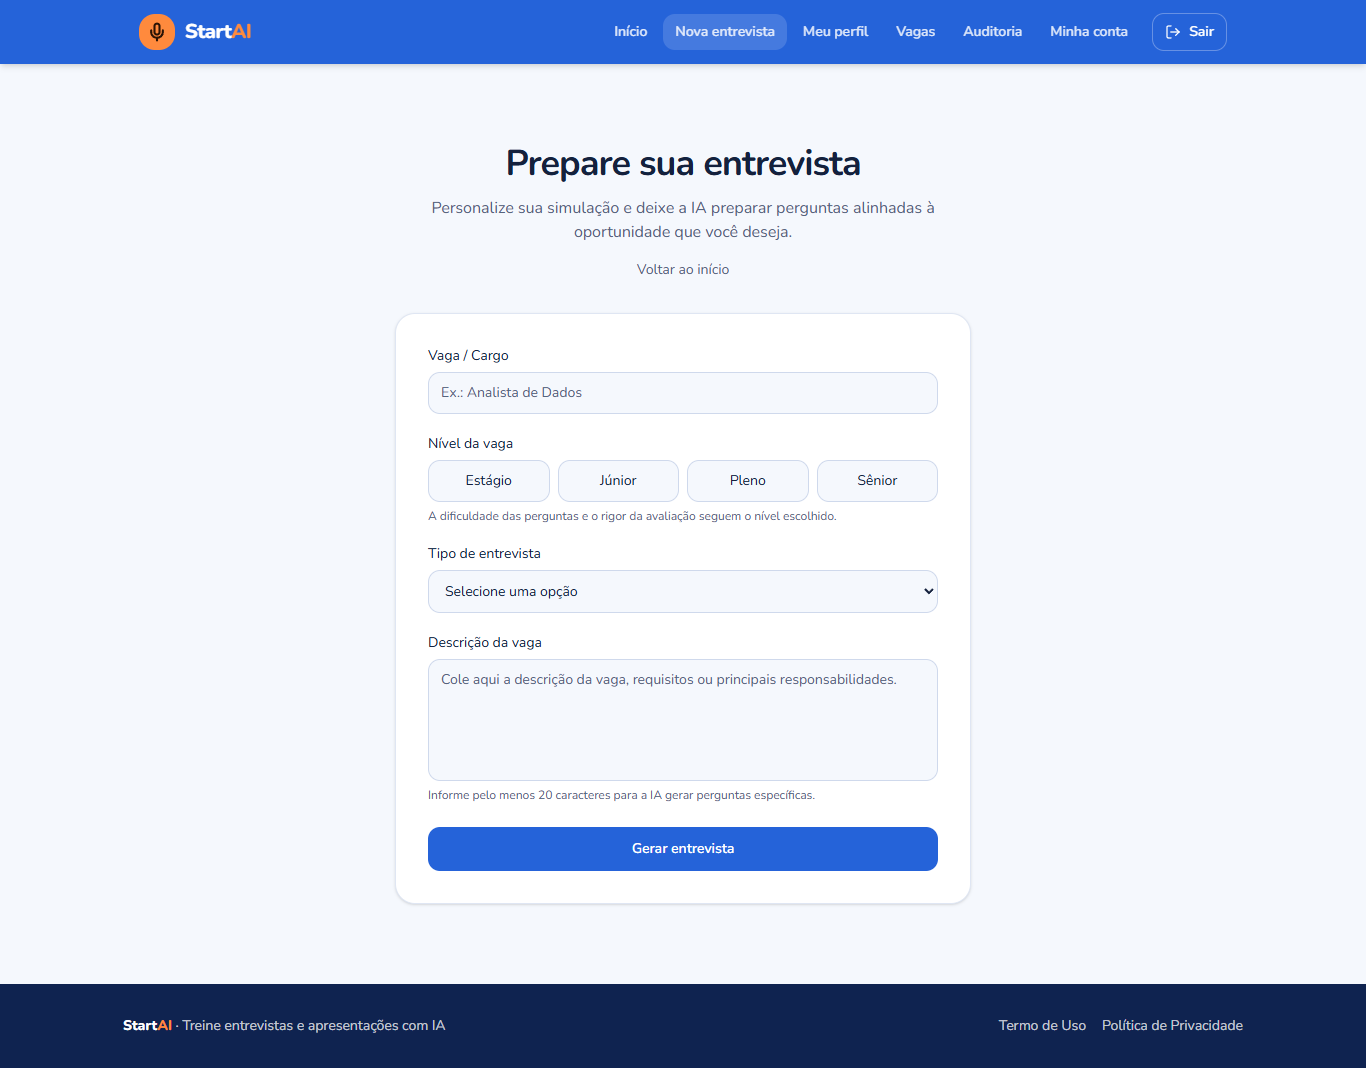 StartAI
Início
Nova entrevista
Meu perfil
Vagas
Auditoria
Minha conta
Sair
Prepare sua entrevista
Personalize sua simulação e deixe a IA preparar perguntas alinhadas à
oportunidade que você deseja.
Voltar ao início
Vaga / Cargo
Ex.: Analista de Dados
Nível da vaga
Estágio
Júnior
Pleno
Sênior
A dificuldade das perguntas e o rigor da avaliação seguem o nível escolhido.
Tipo de entrevista
Selecione uma opção
Descrição da vaga
Cole aqui a descrição da vaga, requisitos ou principais responsabilidades.
Informe pelo menos 20 caracteres para a IA gerar perguntas específicas.
Gerar entrevista
StartAI · Treine entrevistas e apresentações com IA
Termo de Uso
Política de Privacidade